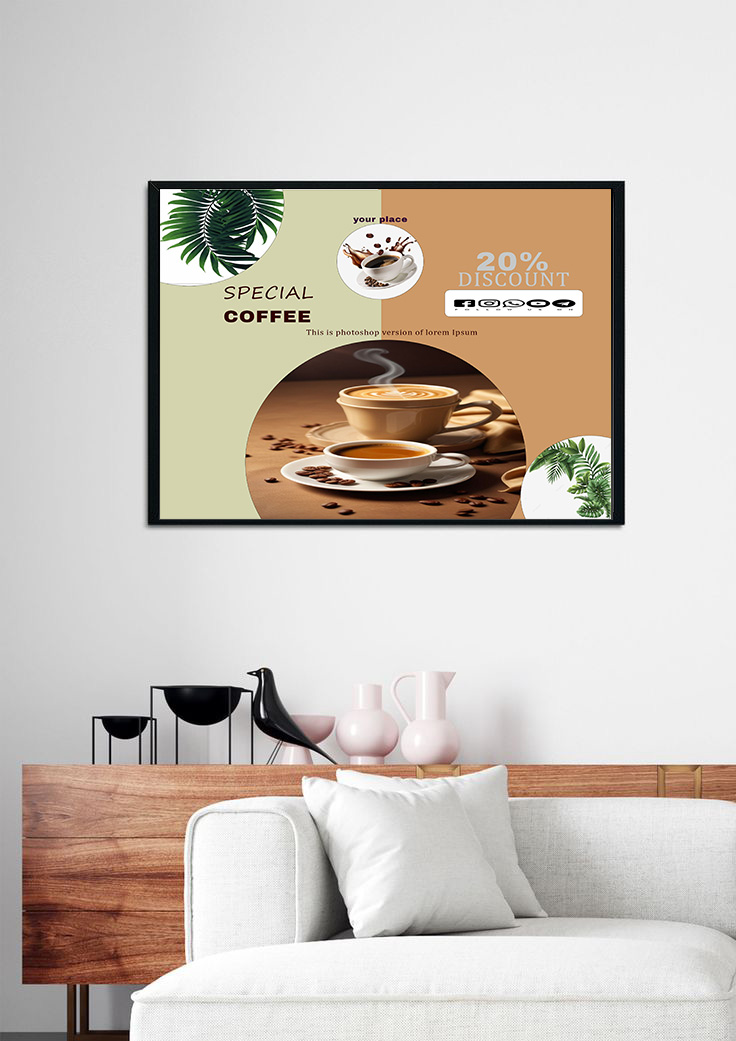 your place
20%
DISCOUNT
SPECIAL
COFFEE
FOLLOW US ON
This is photoshop version of lorem Ipsum